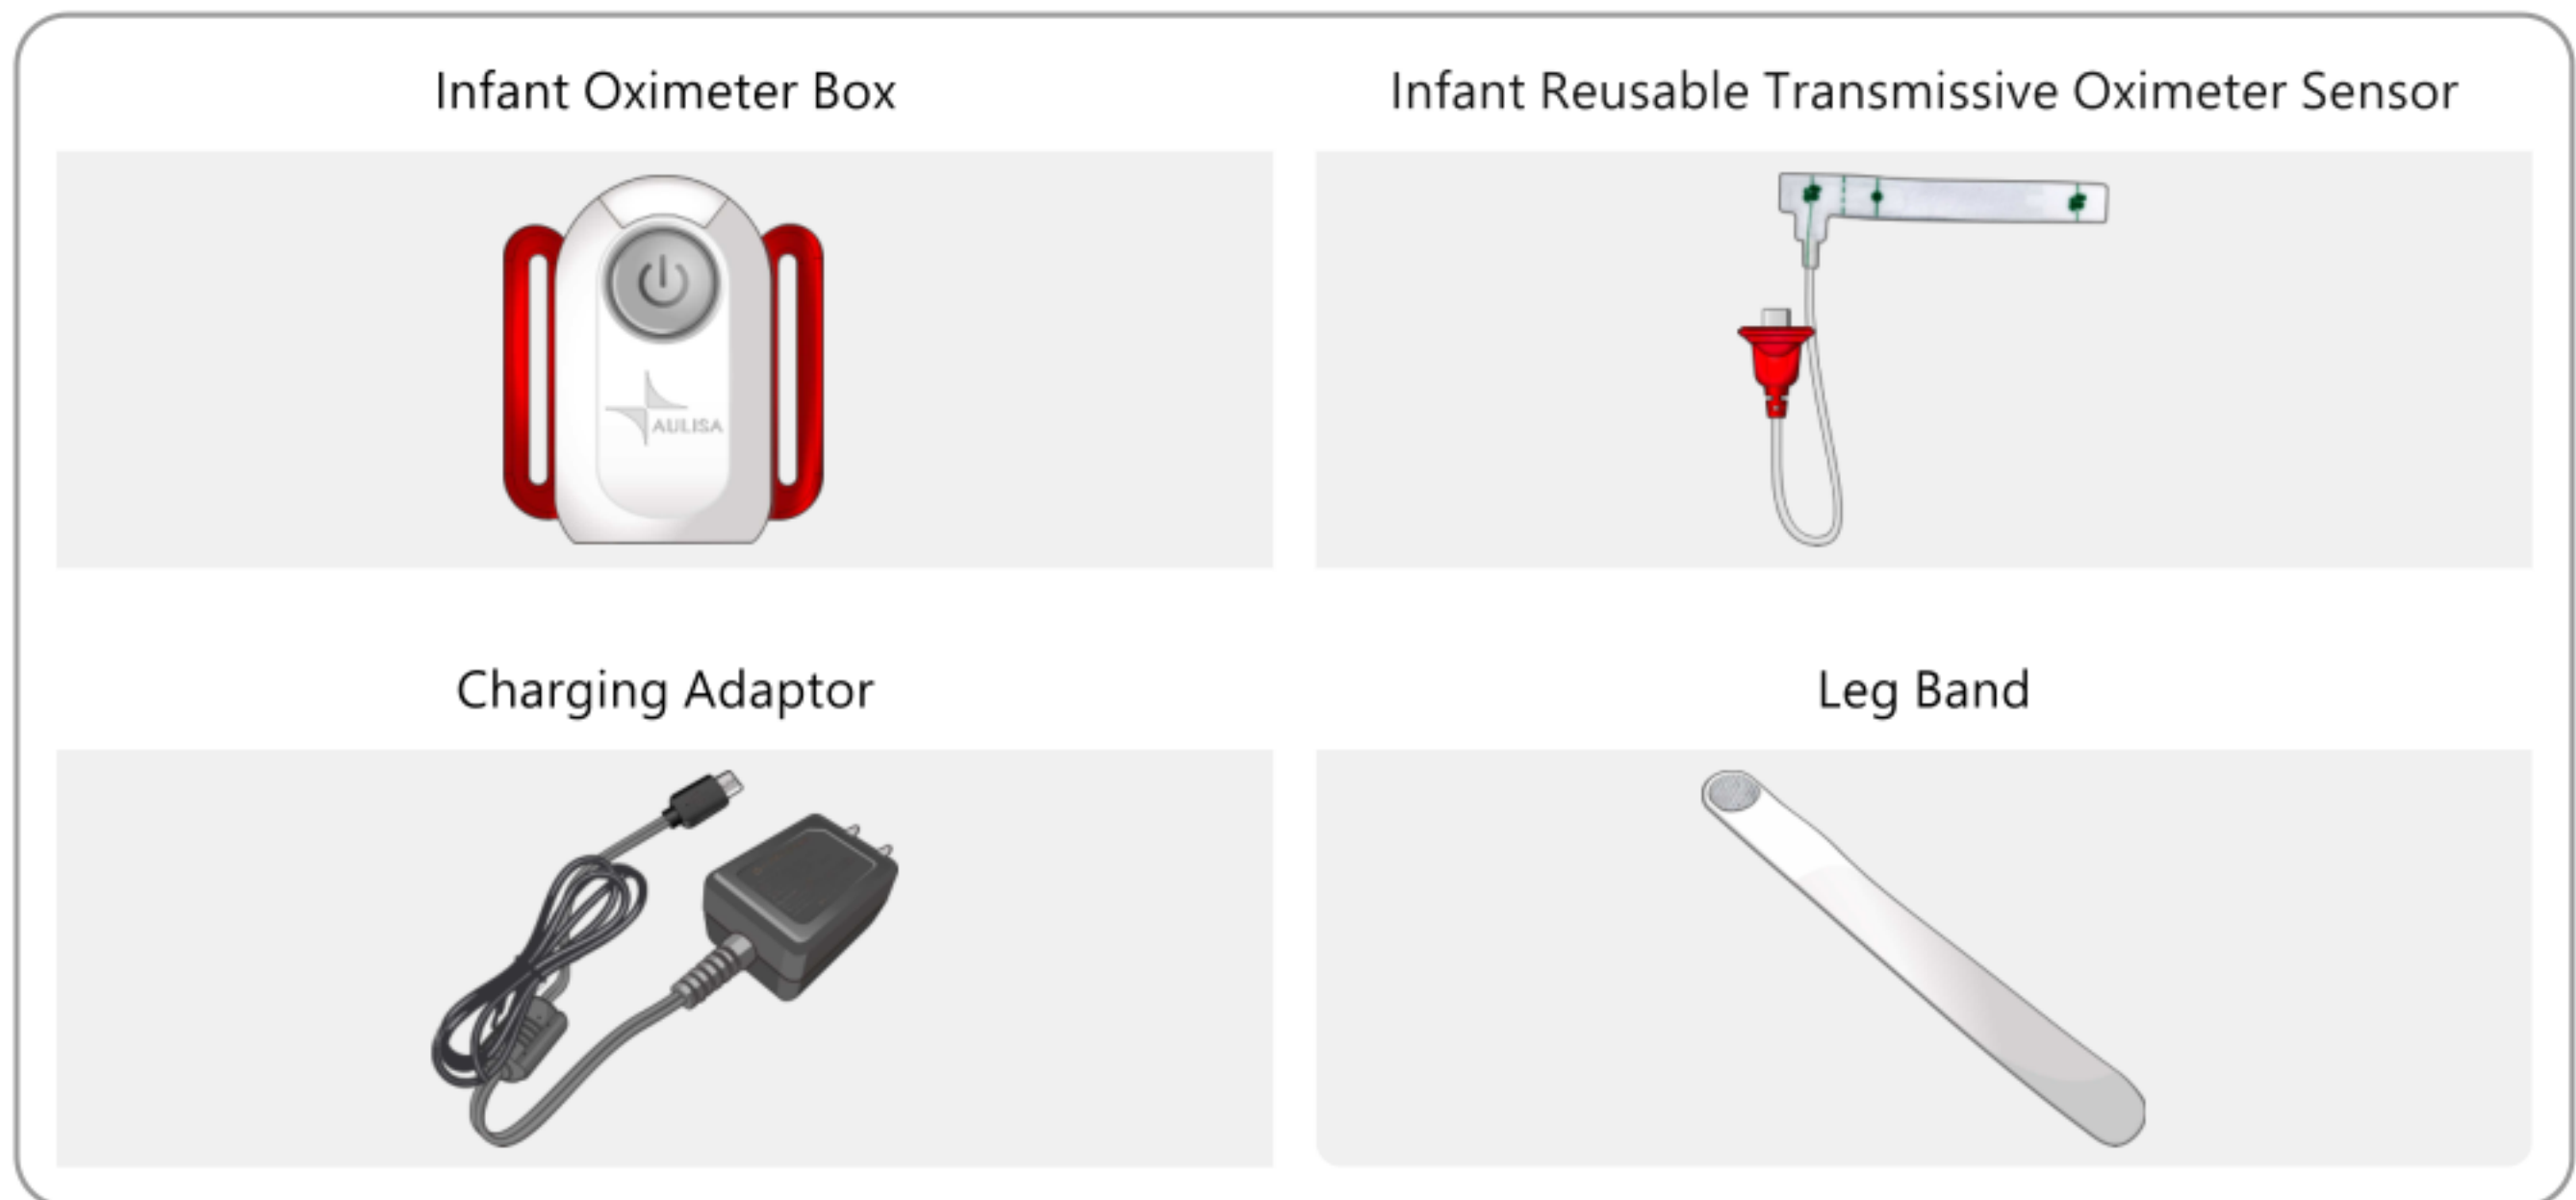 Infant Oximeter Box
Infant Reusable Transmissive Oximeter Sensor
AULISA
Charging Adaptor
Leg Band